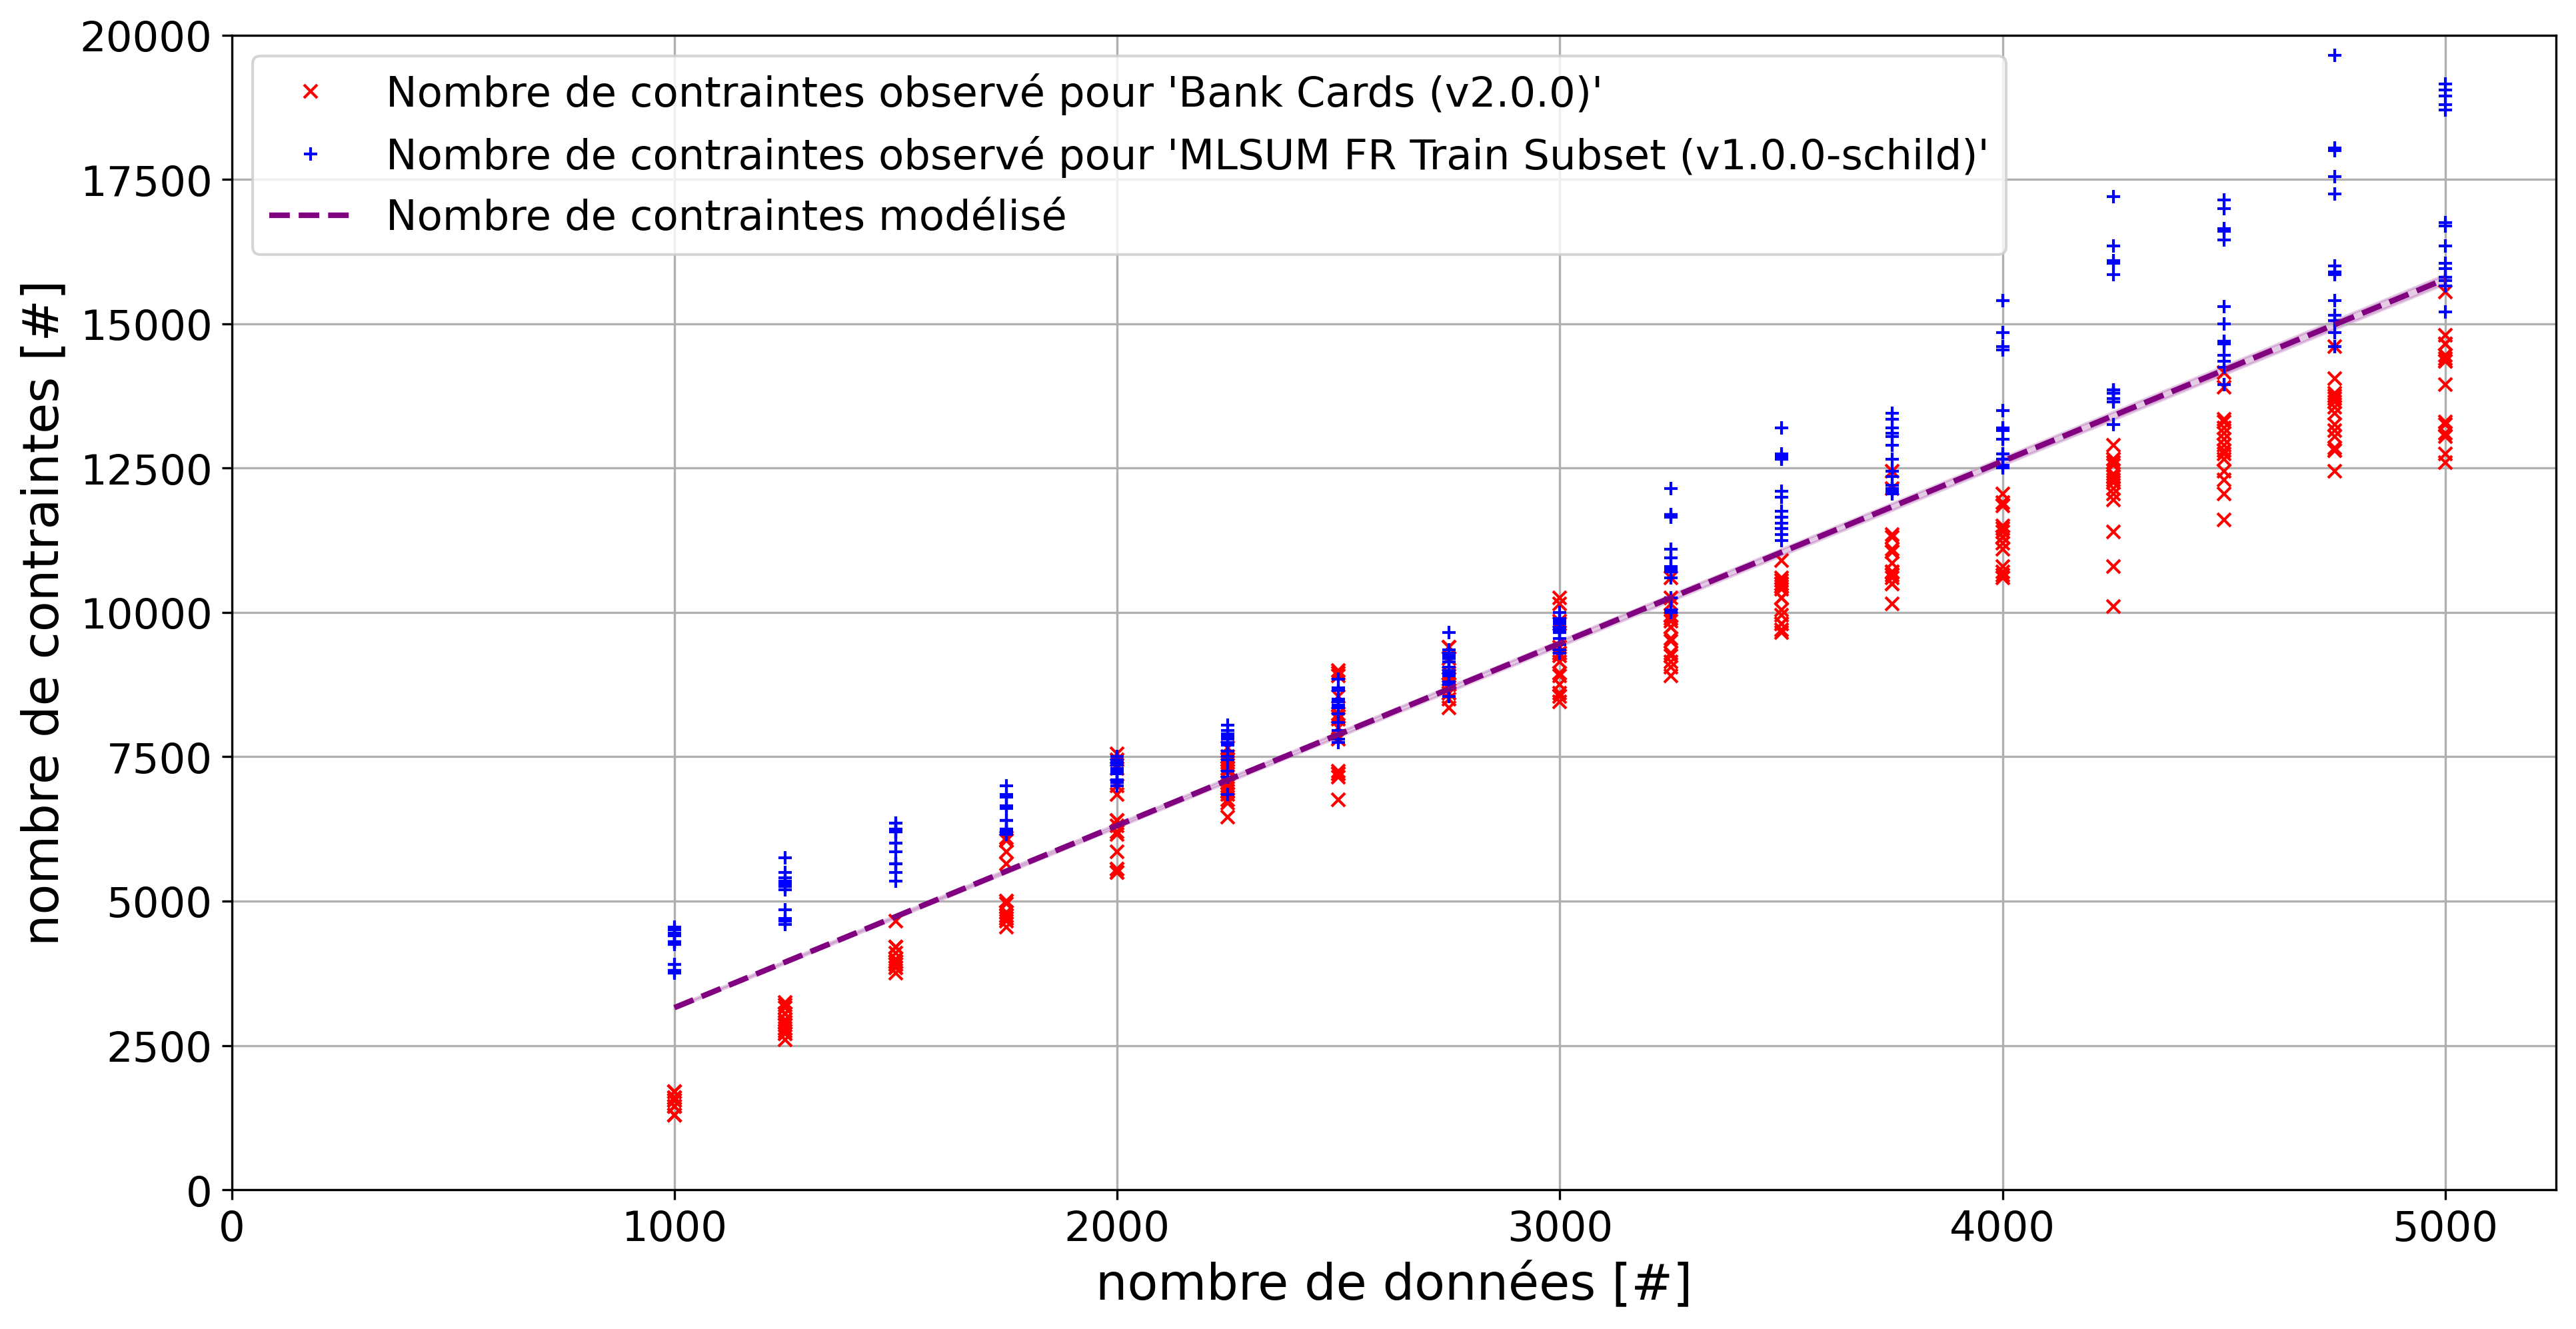 20000
17500
15000
12500
10000
7500
5000
2500
0
nombre de contraintes [#]
Nombre de contraintes observé pour 'Bank Cards (v2.0.0)'
Nombre de contraintes observé pour 'MLSUM FR Train Subset (v1.0.0-schild)'
Nombre de contraintes modélisé
0 1000 2000 3000 4000 5000
nombre de données [#]